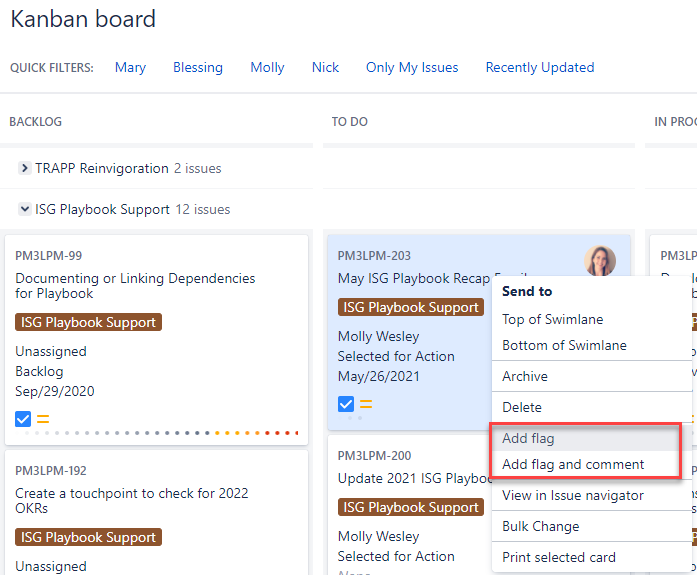 Kanban board
QUICK FILTERS: Mary Blessing Molly Nick Only My Issues Recently Updated
BACKLOG
TO DO
TRAPP Reinvigoration 2 issues
ISG Playbook Support 12 issues
PM3LPM-99
Documenting or Linking Dependencies
for Playbook
ISG Playbook Support
Unassigned
Backlog
Sep/29/2020
PM3LPM-192
Create a touchpoint to check for 2022
OKRs
ISG Playbook Support
Unassigned
PM3LPM-203
May ISG Playbook Recap
ISG Playbook Support
Molly Wesley
Selected for Action
May/26/2021
PM3LPM-200
Update 2021 ISG
ISG Playbook Support
Molly Wesley
Selected for Action
None
Send to
Top of Swimlane
Bottom of Swimlane
Archive
Delete
Add flag
Add flag and comment
View in Issue navigator
Bulk Change
Print selected card